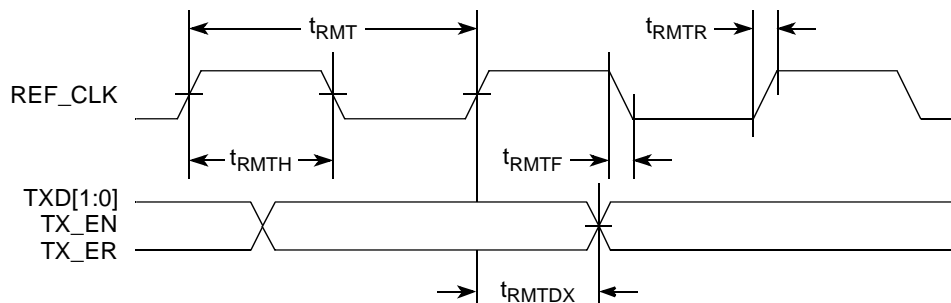 tRMT
tRMTR
REF_CLK
tRMTH
tRMTF
TXD[1:0]
TX_EN
TX_ER
tRMTDX